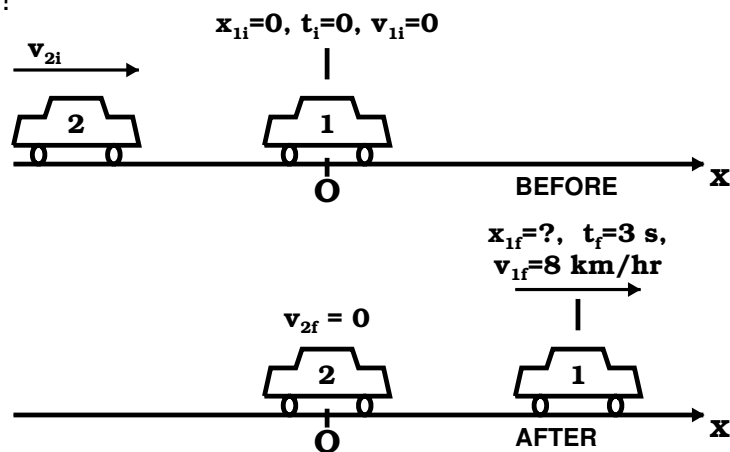 !
x₁ᵢ=0, tᵢ=0, v₁ᵢ=0
v₂ᵢ
2 1
x
O
BEFORE
x₁f=?, tf=3 s,
v₁f=8 km/hr
v₂f = 0
2 1
x
O
AFTER